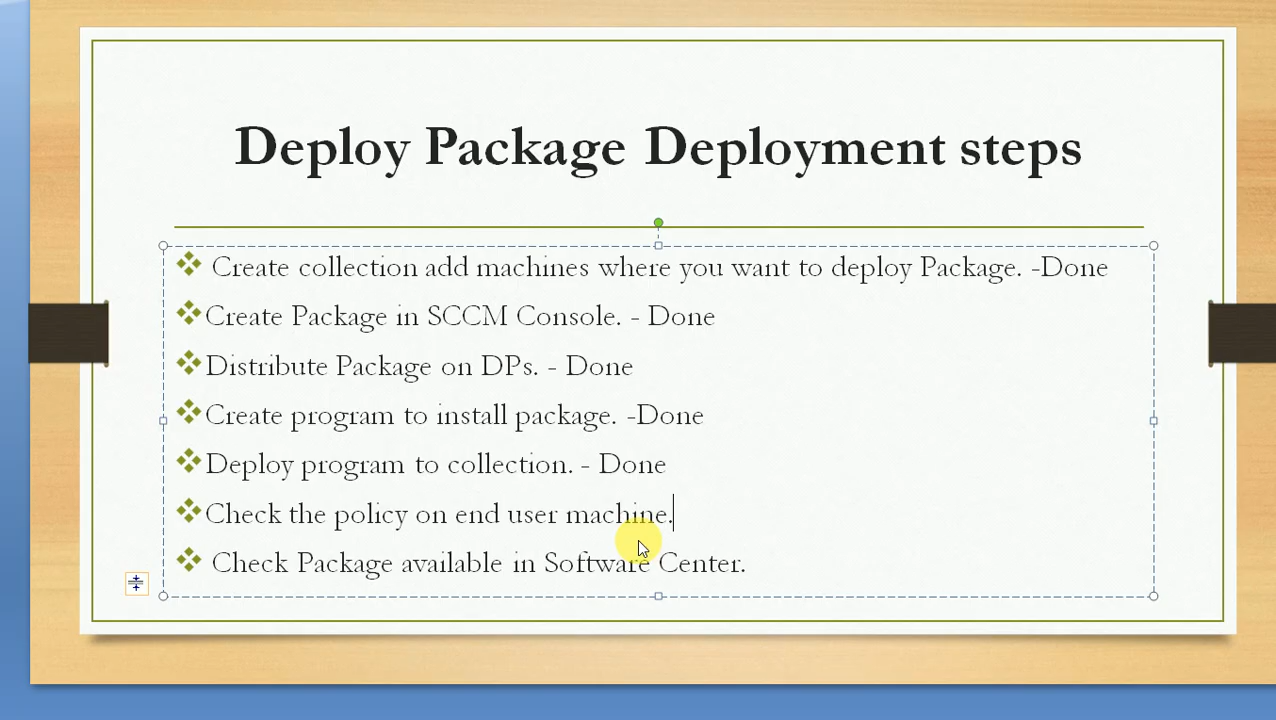 Deploy Package Deployment steps
Create collection add machines where you want to deploy Package. -Done
Create Package in SCCM Console. - Done
Distribute Package on DPs. - Done
Create program to install package. -Done
Deploy program to collection. - Done
Check the policy on end user machine.
Check Package available in Software Center.